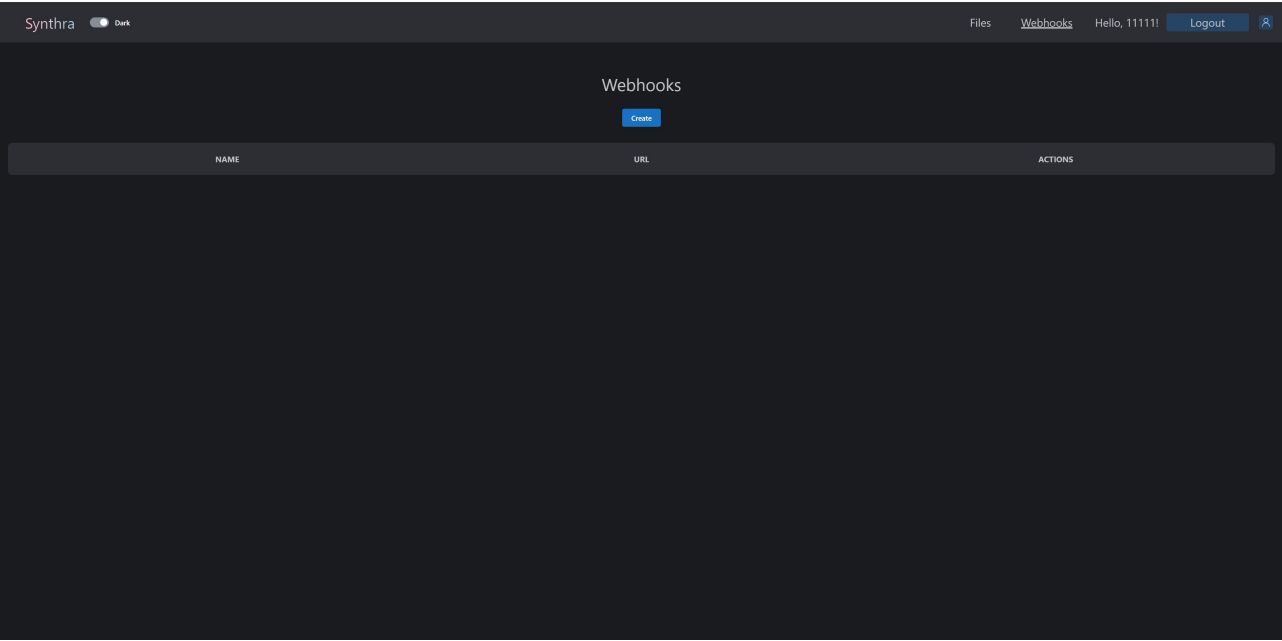 Synthra Dark Files Webhooks Hello, 11111! Logout
Webhooks
Create
NAME URL ACTIONS